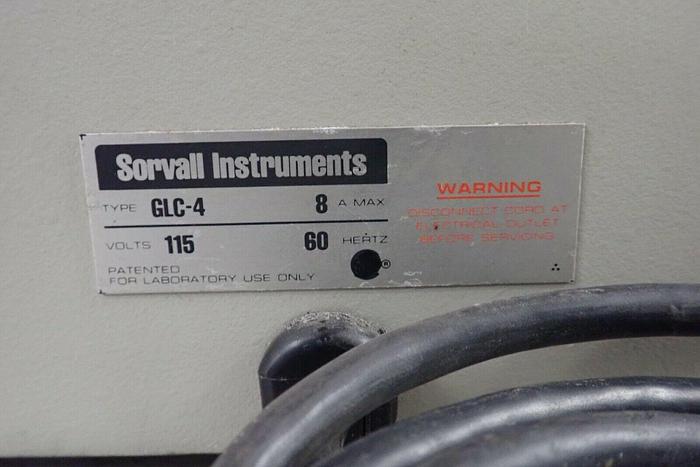 Sorvall Instruments
TYPE GLC-4 8 A MAX
VOLTS 115 60 HERTZ
PATENTED
FOR LABORATORY USE ONLY
®
WARNING
DISCONNECT CORD AT
ELECTRICAL OUTLET
BEFORE SERVICING